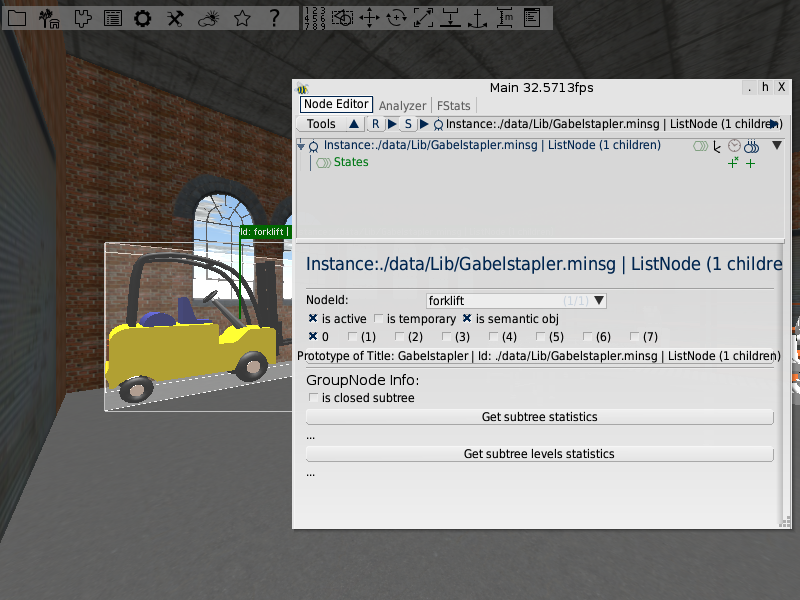 ?
1 2 3
4 5 6
7 8 9
m
Main 32.5713fps
. h X
Node Editor Analyzer FStats
Tools R S Instance:./data/Lib/Gabelstapler.minsg | ListNode (1 children)
Instance:./data/Lib/Gabelstapler.minsg | ListNode (1 children)
States
Id: forklift |
Instance:./data/Lib/Gabelstapler.minsg | ListNode (1 childre
NodeId: forklift (1/1)
is active is temporary is semantic obj
0 (1) (2) (3) (4) (5) (6) (7)
Prototype of Title: Gabelstapler | Id: ./data/Lib/Gabelstapler.minsg | ListNode (1 children)
GroupNode Info:
is closed subtree
Get subtree statistics
...
Get subtree levels statistics
...